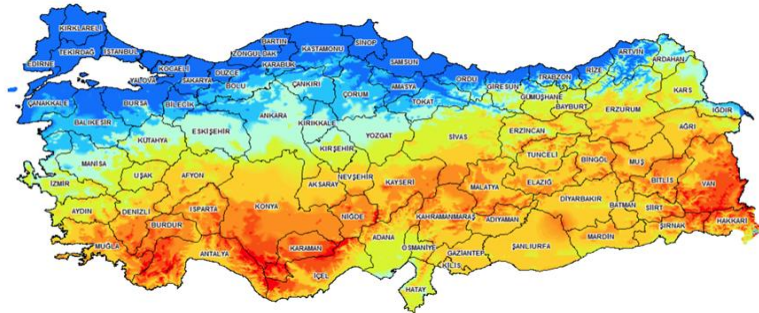 KIRKLARELİ
EDİRNE
TEKİRDAĞ
İSTANBUL
YALOVA
KOCAELİ
SAKARYA
DÜZCE
BOLU
ZONGULDAK
BARTIN
KARABÜK
KASTAMONU
SİNOP
SAMSUN
ORDU
GİRESUN
TRABZON
RİZE
ARTVİN
ARDAHAN
ÇANAKKALE
BALIKESİR
BURSA
BİLECİK
ÇANKIRI
ÇORUM
AMASYA
TOKAT
GÜMÜŞHANE
BAYBURT
ERZURUM
KARS
IĞDIR
KÜTAHYA
ESKİŞEHİR
ANKARA
KIRIKKALE
YOZGAT
SİVAS
ERZİNCAN
AĞRI
MANİSA
UŞAK
AFYON
KIRŞEHİR
NEVŞEHİR
AKSARAY
KAYSERİ
MALATYA
TUNCELİ
ELAZIĞ
BİNGÖL
MUŞ
BİTLİS
VAN
İZMİR
AYDIN
DENİZLİ
BURDUR
ISPARTA
KONYA
NİĞDE
KAHRAMANMARAŞ
ADIYAMAN
DİYARBAKIR
BATMAN
SİİRT
ŞIRNAK
HAKKARİ
MUĞLA
ANTALYA
KARAMAN
İÇEL
ADANA
OSMANİYE
GAZİANTEP
KİLİS
ŞANLIURFA
MARDİN
HATAY